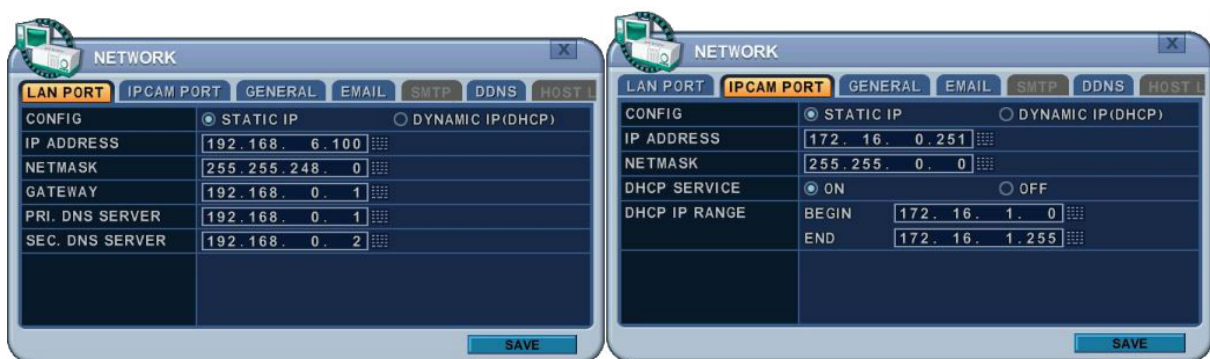 NETWORK
X
LAN PORT IPCAM PORT GENERAL EMAIL SMTP DDNS HOST
CONFIG STATIC IP DYNAMIC IP(DHCP)
IP ADDRESS 192.168. 6.100
NETMASK 255.255.248. 0
GATEWAY 192.168. 0. 1
PRI. DNS SERVER 192.168. 0. 1
SEC. DNS SERVER 192.168. 0. 2
SAVE
NETWORK
X
LAN PORT IPCAM PORT GENERAL EMAIL SMTP DDNS HOST
CONFIG STATIC IP DYNAMIC IP(DHCP)
IP ADDRESS 172. 16. 0.251
NETMASK 255.255. 0. 0
DHCP SERVICE ON OFF
DHCP IP RANGE BEGIN 172. 16. 1. 0
END 172. 16. 1.255
SAVE